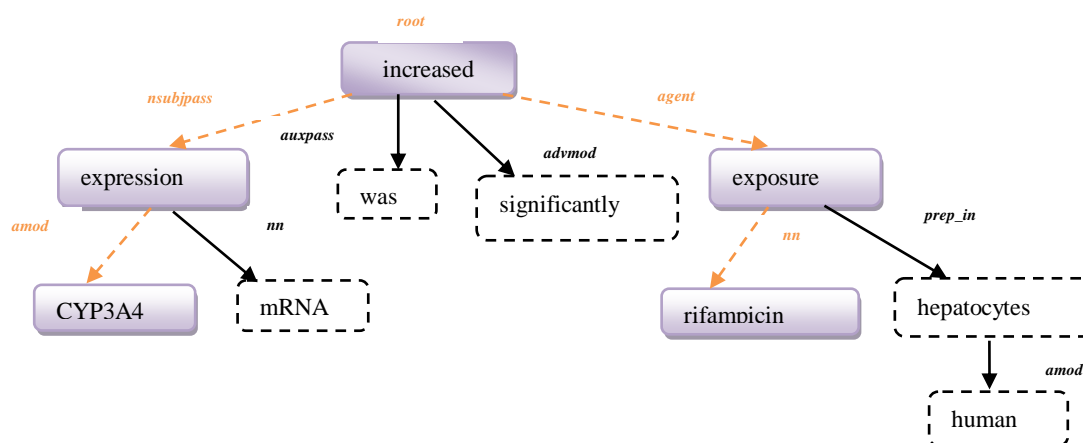 root
increased
nsubjpass
agent
auxpass
advmod
expression
was
significantly
exposure
amod
nn
nn
prep_in
CYP3A4
mRNA
rifampicin
hepatocytes
amod
human